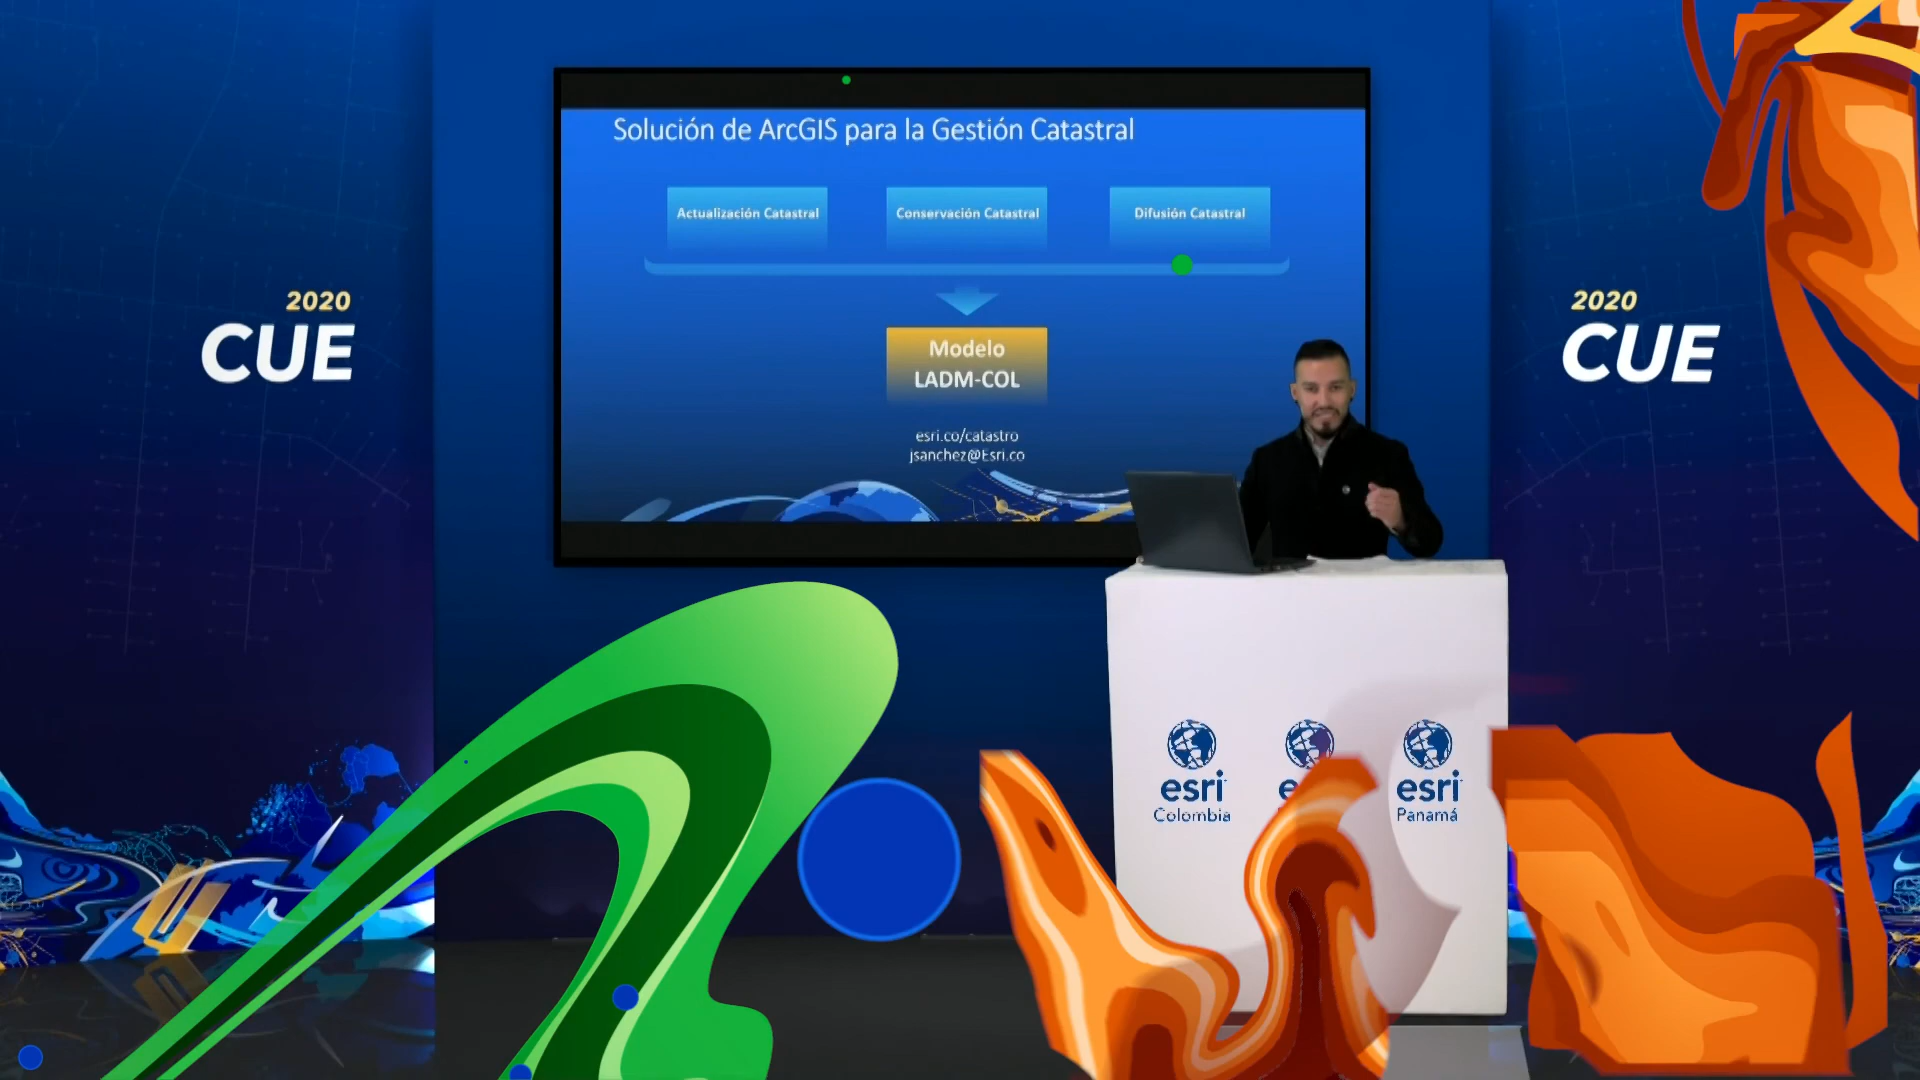 Solución de ArcGIS para la Gestión Catastral
Actualización Catastral
Conservación Catastral
Difusión Catastral
Modelo
LADM-COL
esri.co/catastro
jsanchez@Esri.co
2020
CUE
2020
CUE
esri
Colombia
esri
Panamá